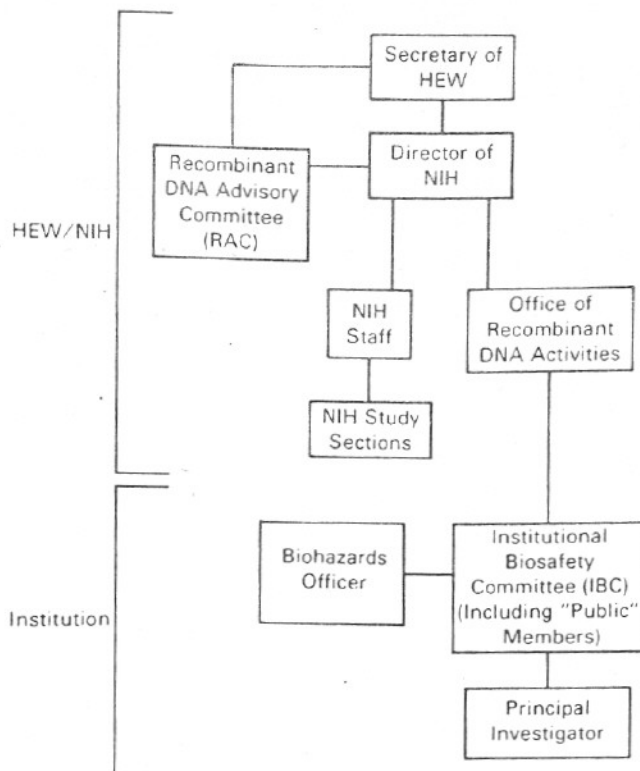 Secretary of
HEW
Recombinant
DNA Advisory
Committee
(RAC)
Director of
NIH
HEW/NIH
NIH
Staff
Office of
Recombinant
DNA Activities
NIH Study
Sections
Biohazards
Officer
Institutional
Biosafety
Committee (IBC)
(Including "Public"
Members)
Institution
Principal
Investigator